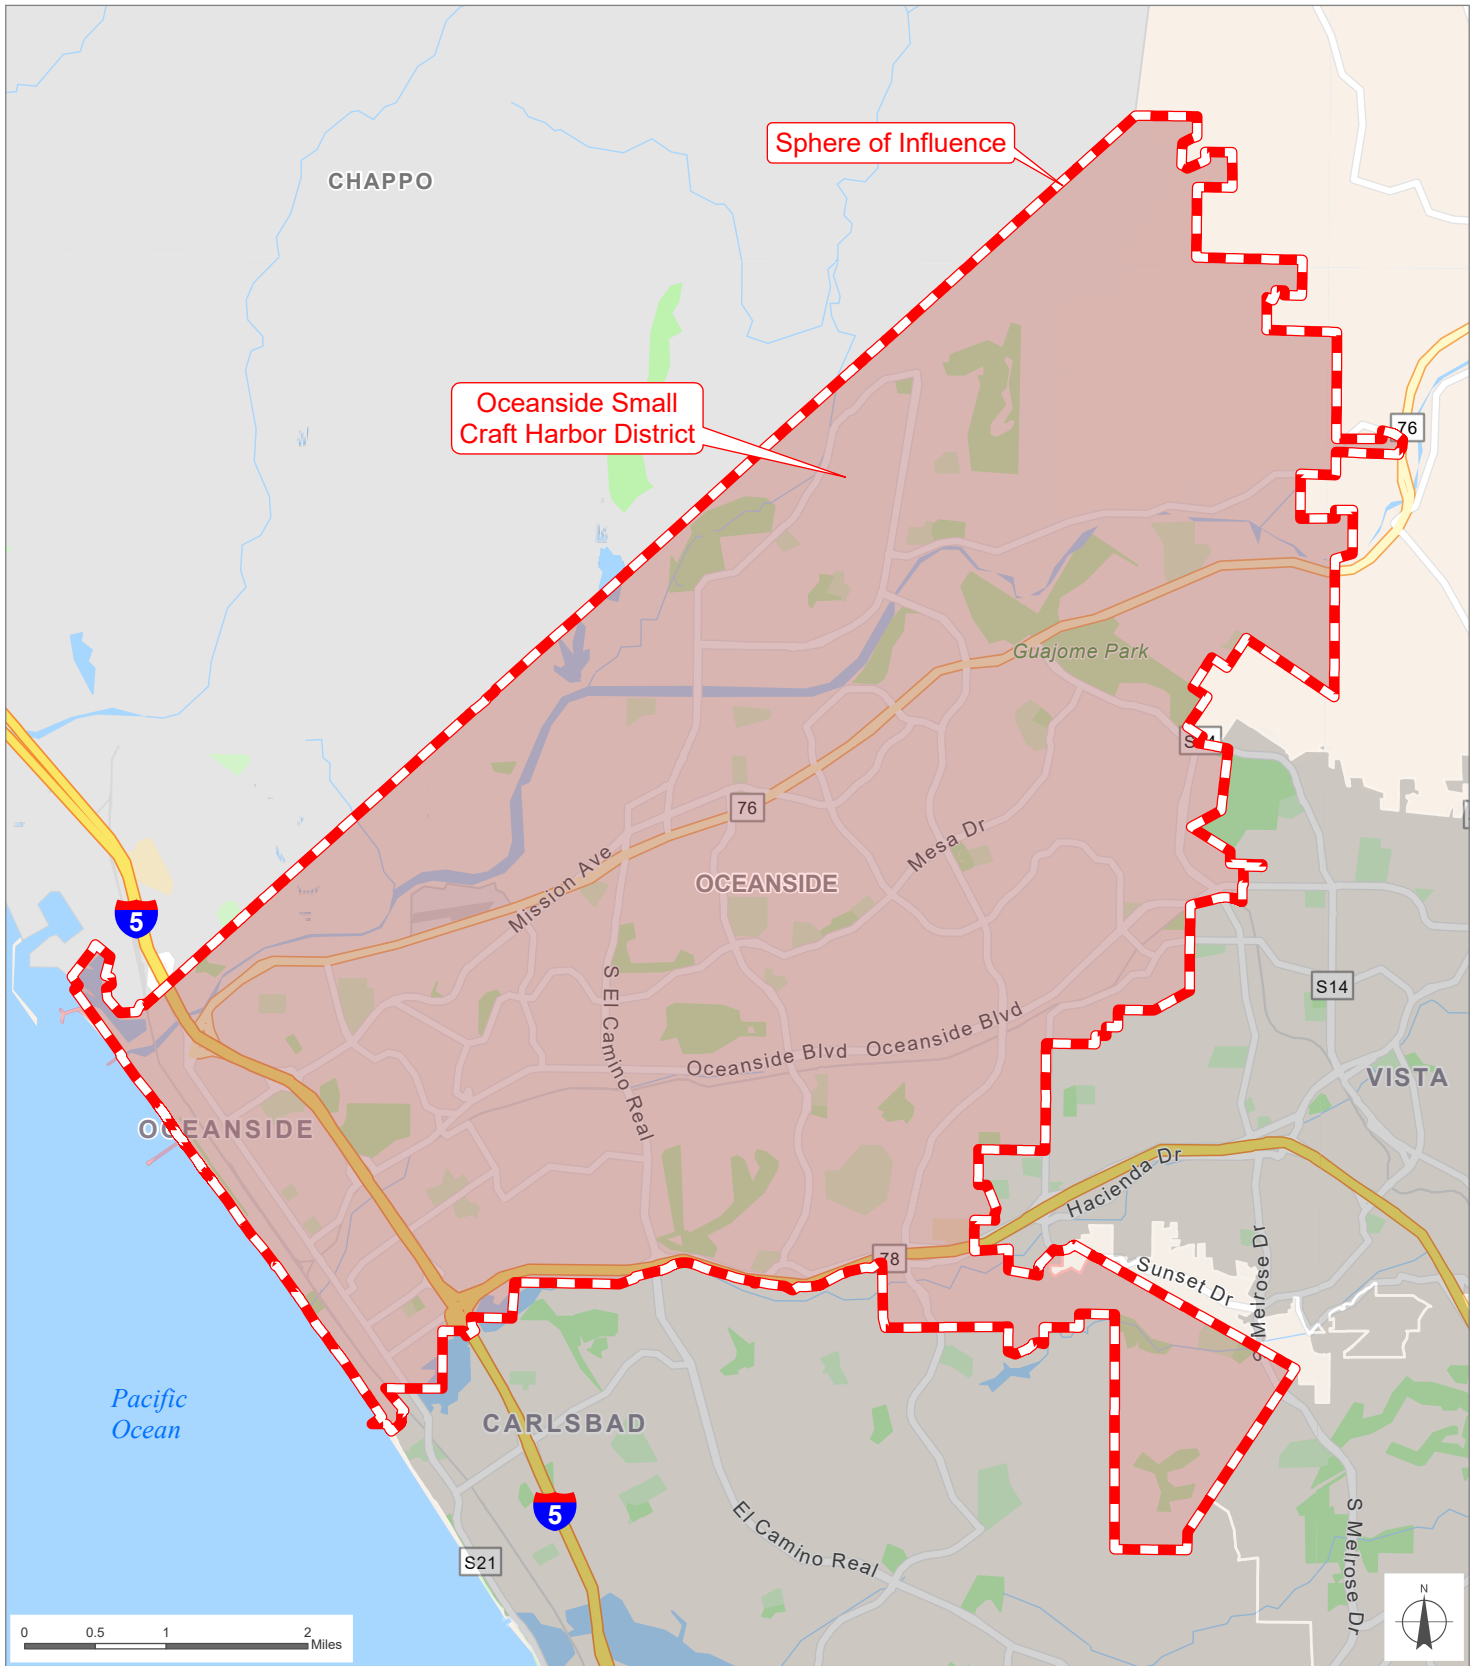 Sphere of Influence
CHAPPO
Oceanside Small
Craft Harbor District
76
Guajome Park
76
Mission Ave
Mesa Dr
OCEANSIDE
5
S14
S El Camino Real
Oceanside Blvd
Oceanside Blvd
VISTA
OCEANSIDE
Hacienda Dr
78
Sunset Dr
S Melrose Dr
Pacific
Ocean
CARLSBAD
5
El Camino Real
S Melrose Dr
S21
N
0 0.5 1 2
Miles